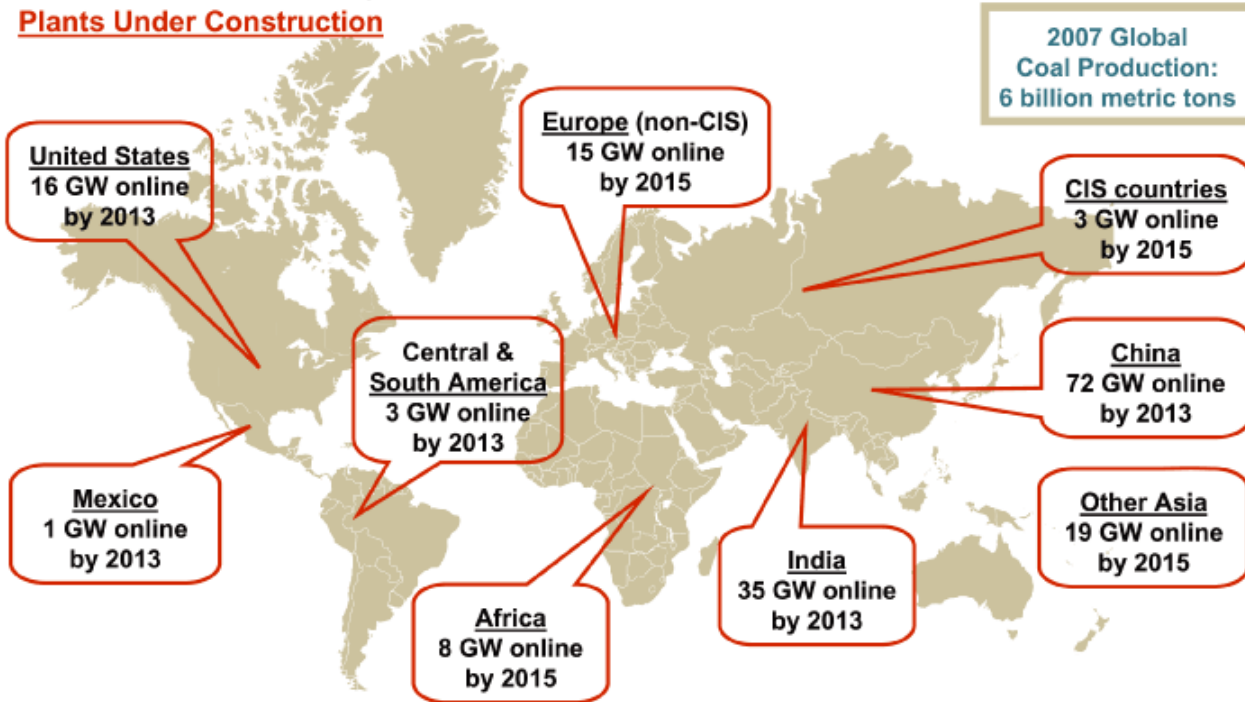 Plants Under Construction
2007 Global
Coal Production:
6 billion metric tons
United States
16 GW online
by 2013
Europe (non-CIS)
15 GW online
by 2015
CIS countries
3 GW online
by 2015
Central &
South America
3 GW online
by 2013
China
72 GW online
by 2013
Mexico
1 GW online
by 2013
Other Asia
19 GW online
by 2015
India
35 GW online
by 2013
Africa
8 GW online
by 2015